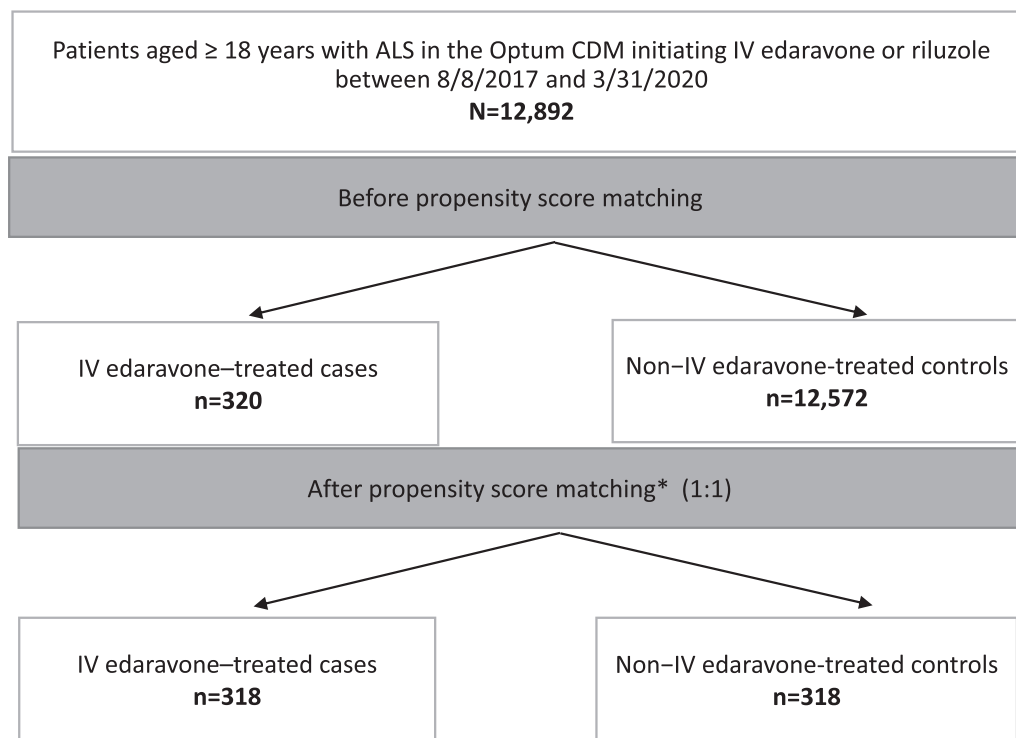 Patients aged ≥ 18 years with ALS in the Optum CDM initiating IV edaravone or riluzole
between 8/8/2017 and 3/31/2020
N=12,892
Before propensity score matching
IV edaravone–treated cases
n=320
Non–IV edaravone-treated controls
n=12,572
After propensity score matching* (1:1)
IV edaravone–treated cases
n=318
Non–IV edaravone-treated controls
n=318